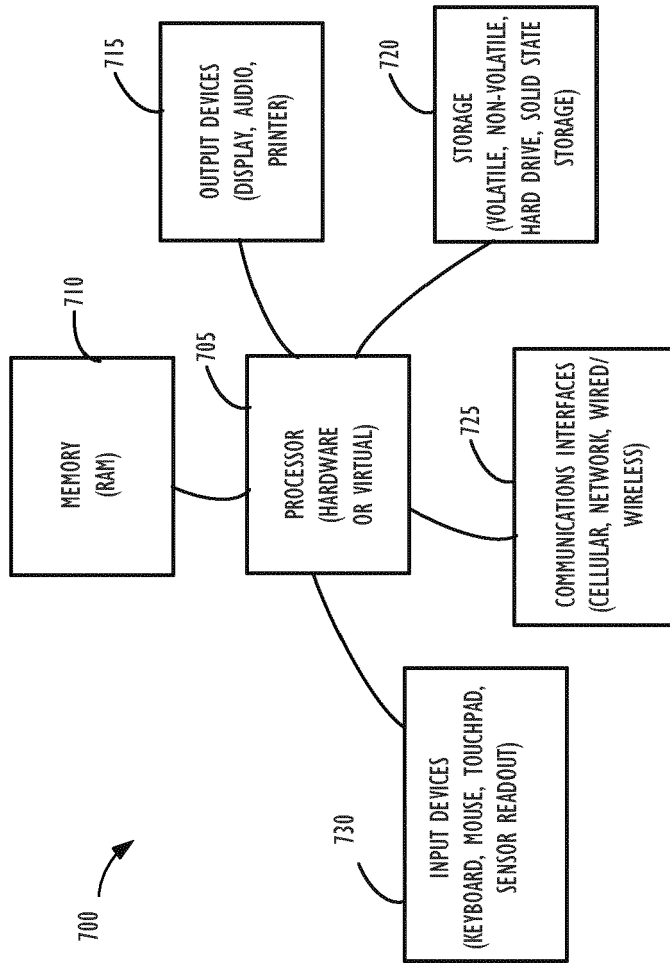 700
710
MEMORY
(RAM)
715
OUTPUT DEVICES
(DISPLAY, AUDIO,
PRINTER)
705
PROCESSOR
(HARDWARE
OR VIRTUAL)
730
INPUT DEVICES
(KEYBOARD, MOUSE, TOUCHPAD,
SENSOR READOUT)
725
COMMUNICATIONS INTERFACES
(CELLULAR, NETWORK, WIRED/
WIRELESS)
720
STORAGE
(VOLATILE, NON-VOLATILE,
HARD DRIVE, SOLID STATE
STORAGE)